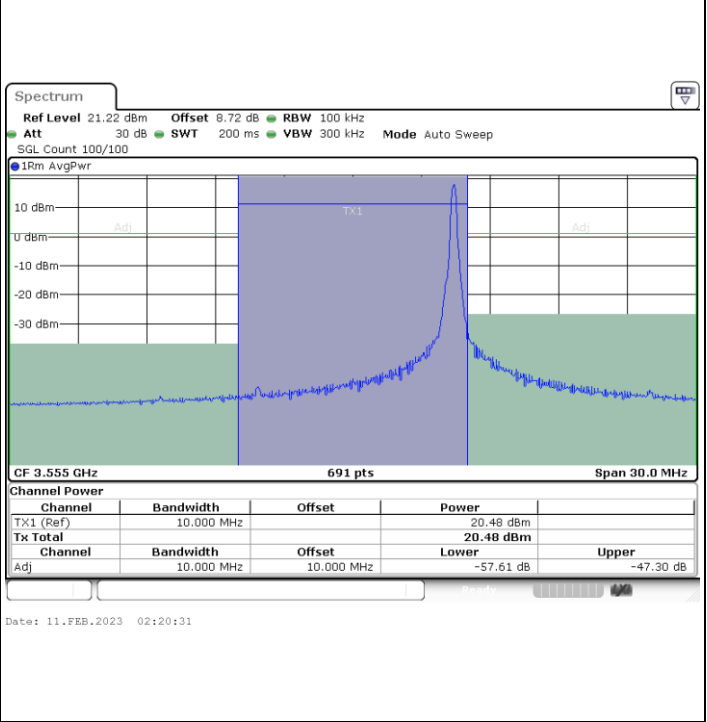 Spectrum
Ref Level 21.22 dBm Offset 8.72 dB RBW 100 kHz
Att 30 dB SWT 200 ms VBW 300 kHz Mode Auto Sweep
SGL Count 100/100
1Rm AvgPwr
10 dBm
TX1
Adj Adj
0 dBm
-10 dBm
-20 dBm
-30 dBm
CF 3.555 GHz 691 pts Span 30.0 MHz
Channel Power
Channel Bandwidth Offset Power
TX1 (Ref) 10.000 MHz 20.48 dBm
Tx Total 20.48 dBm
Channel Bandwidth Offset Lower Upper
Adj 10.000 MHz 10.000 MHz -57.61 dB -47.30 dB
Ready
Date: 11.FEB.2023 02:20:31